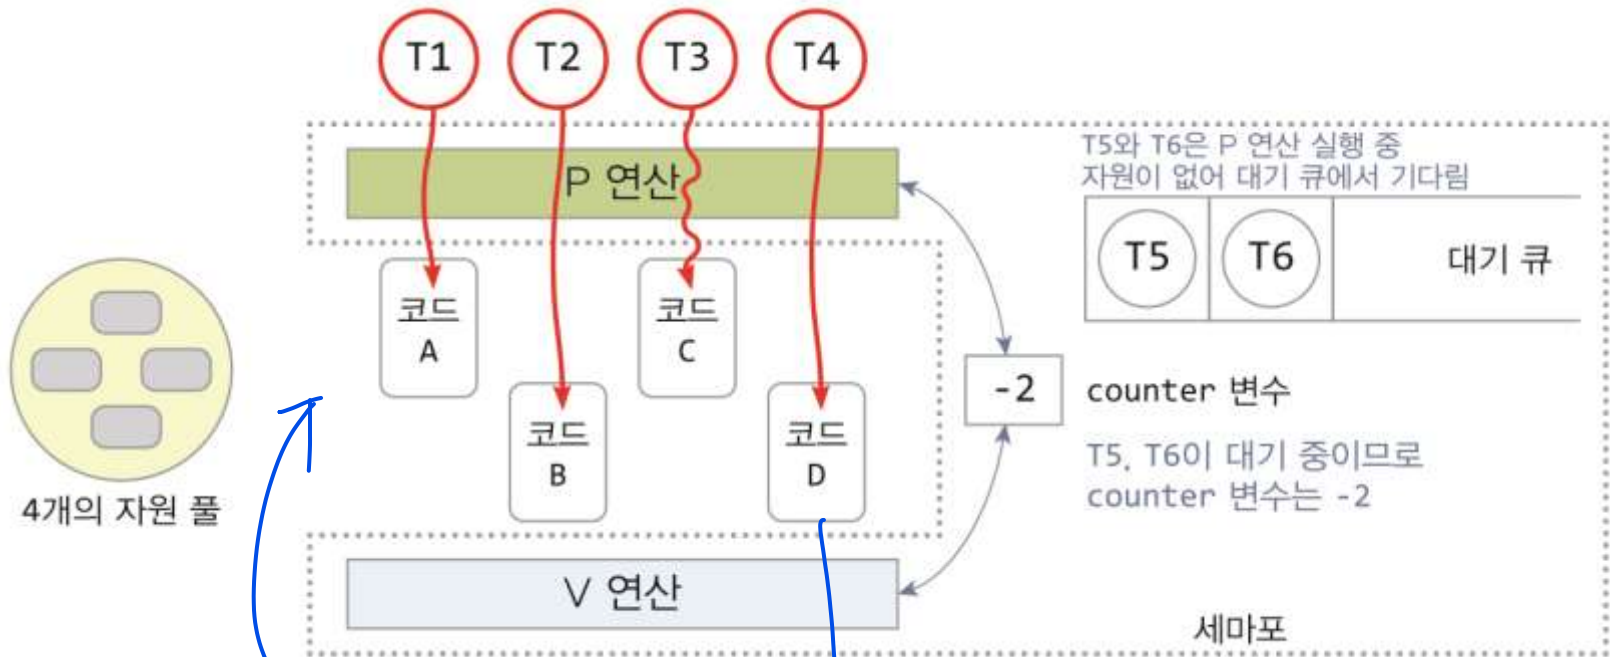 T1 T2 T3 T4
T5와 T6은 P 연산 실행 중
자원이 없어 대기 큐에서 기다림
P 연산
T5 T6 대기 큐
코드
A
코드
C
코드
B
코드
D
-2
counter 변수
T5, T6이 대기 중이므로
counter 변수는 -2
4개의 자원 풀
V 연산
세마포